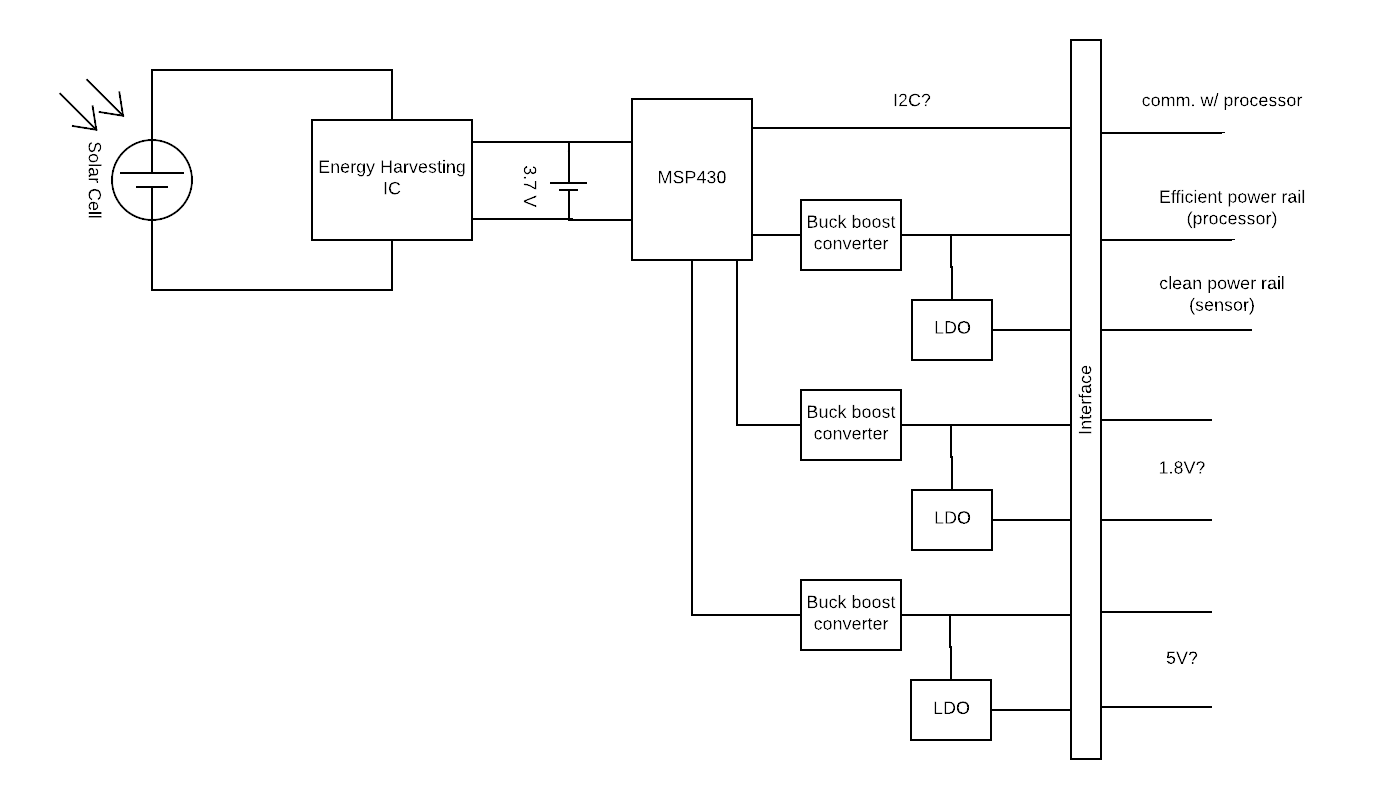 Solar Cell
Energy Harvesting
IC
3.7 V
MSP430
I2C?
comm. w/ processor
Buck boost
converter
Efficient power rail
(processor)
LDO
clean power rail
(sensor)
Interface
Buck boost
converter
LDO
1.8V?
Buck boost
converter
LDO
5V?